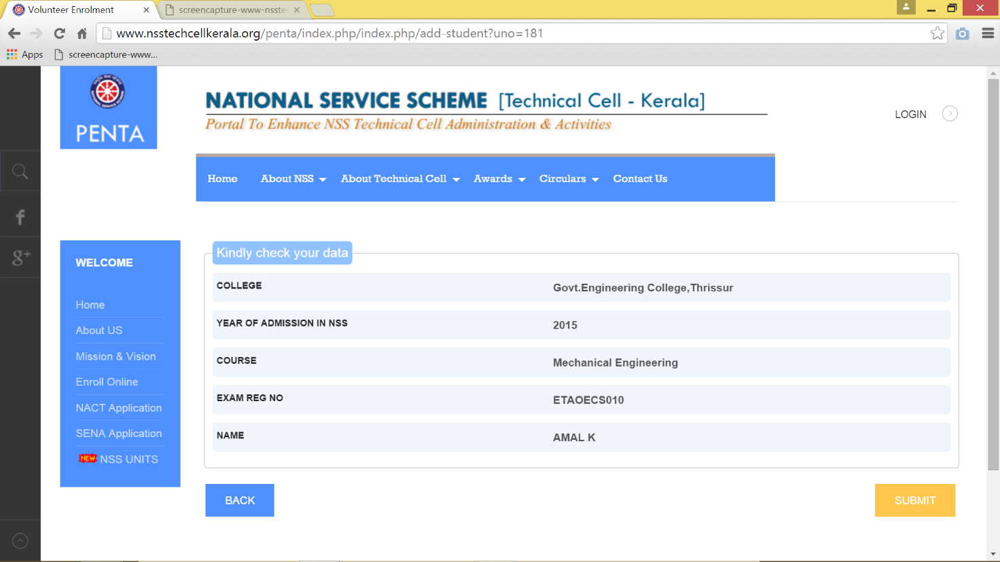 Volunteer Enrolment
screencapture-www-nsste
www.nsstechcellkerala.org/penta/index.php/index.php/add-student?uno=181
Apps
screencapture-www...
PENTA
NATIONAL SERVICE SCHEME [Technical Cell - Kerala]
Portal To Enhance NSS Technical Cell Administration & Activities
LOGIN
Home About NSS About Technical Cell Awards Circulars Contact Us
f
g+
WELCOME
Home
About US
Mission & Vision
Enroll Online
NACT Application
SENA Application
NEW NSS UNITS
Kindly check your data
COLLEGE Govt.Engineering College,Thrissur
YEAR OF ADMISSION IN NSS 2015
COURSE Mechanical Engineering
EXAM REG NO ETAOECS010
NAME AMAL K
BACK
SUBMIT